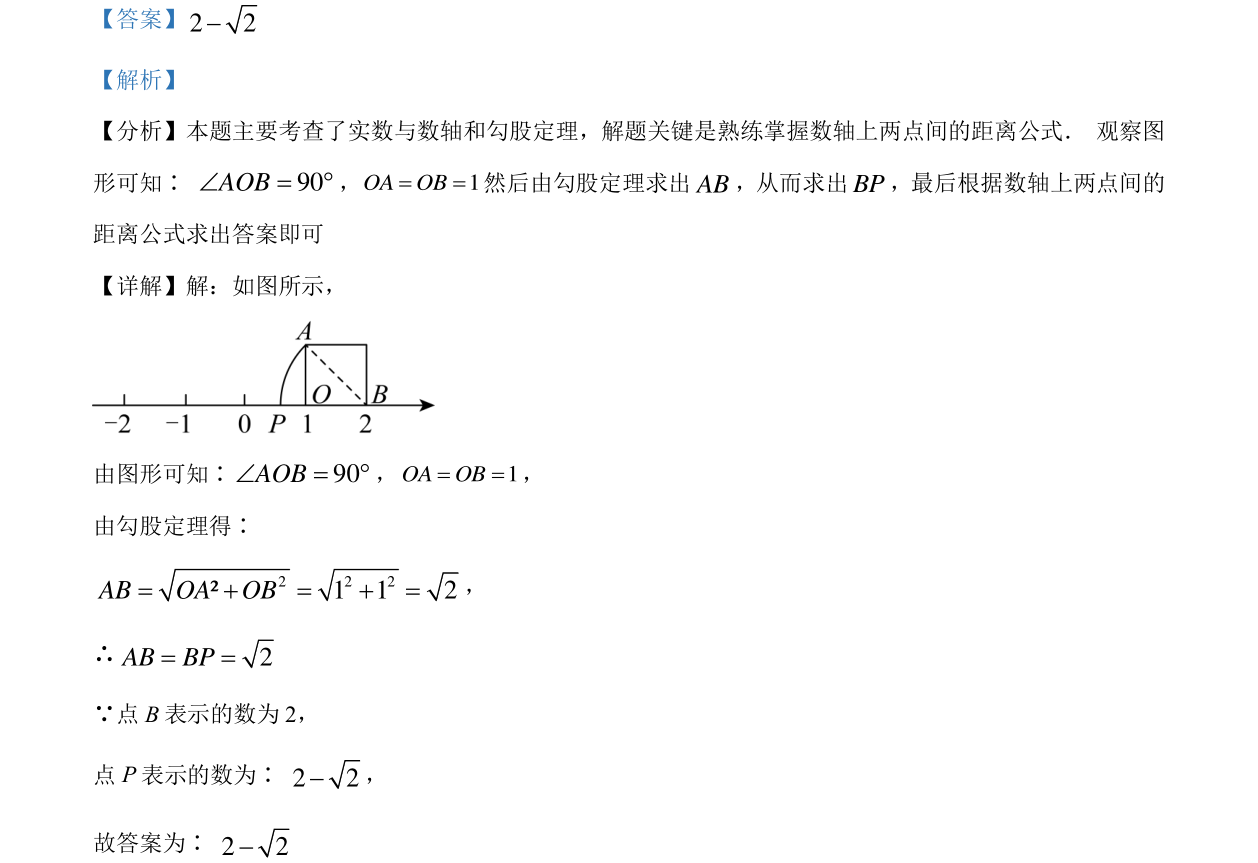 【答案】2-√2
【解析】
【分析】本题主要考查了实数与数轴和勾股定理，解题关键是熟练掌握数轴上两点间的距离公式． 观察图
形可知： ∠AOB=90°，OA=OB=1然后由勾股定理求出AB，从而求出BP，最后根据数轴上两点间的
距离公式求出答案即可
【详解】解：如图所示，
A
O B
-2 -1 0 P 1 2
由图形可知：∠AOB=90°，OA=OB=1，
由勾股定理得：
AB=√(OA²+OB²)=√(1²+1²)=√2，
∴AB=BP=√2
∵点 B 表示的数为 2，
点 P 表示的数为： 2-√2，
故答案为： 2-√2